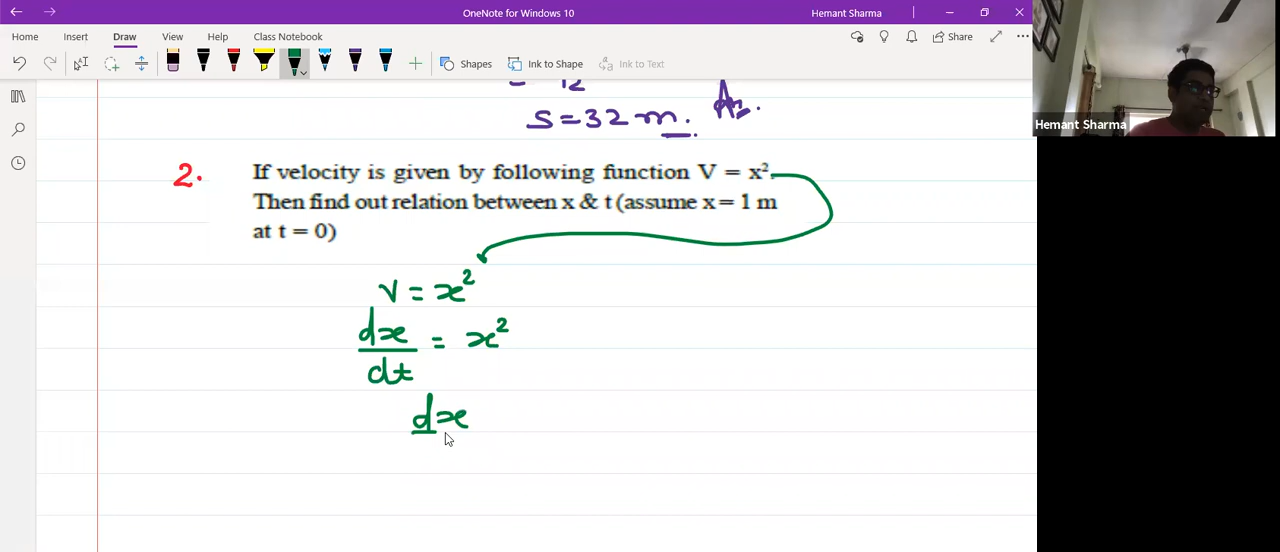 OneNote for Windows 10
Hemant Sharma
Home Insert Draw View Help Class Notebook
Share
Shapes Ink to Shape Ink to Text
Hemant Sharma
= 12
s = 32 m. Ans.
2. If velocity is given by following function V = x².
Then find out relation between x & t (assume x = 1 m
at t = 0)
v = x²
dx/dt = x²
dx